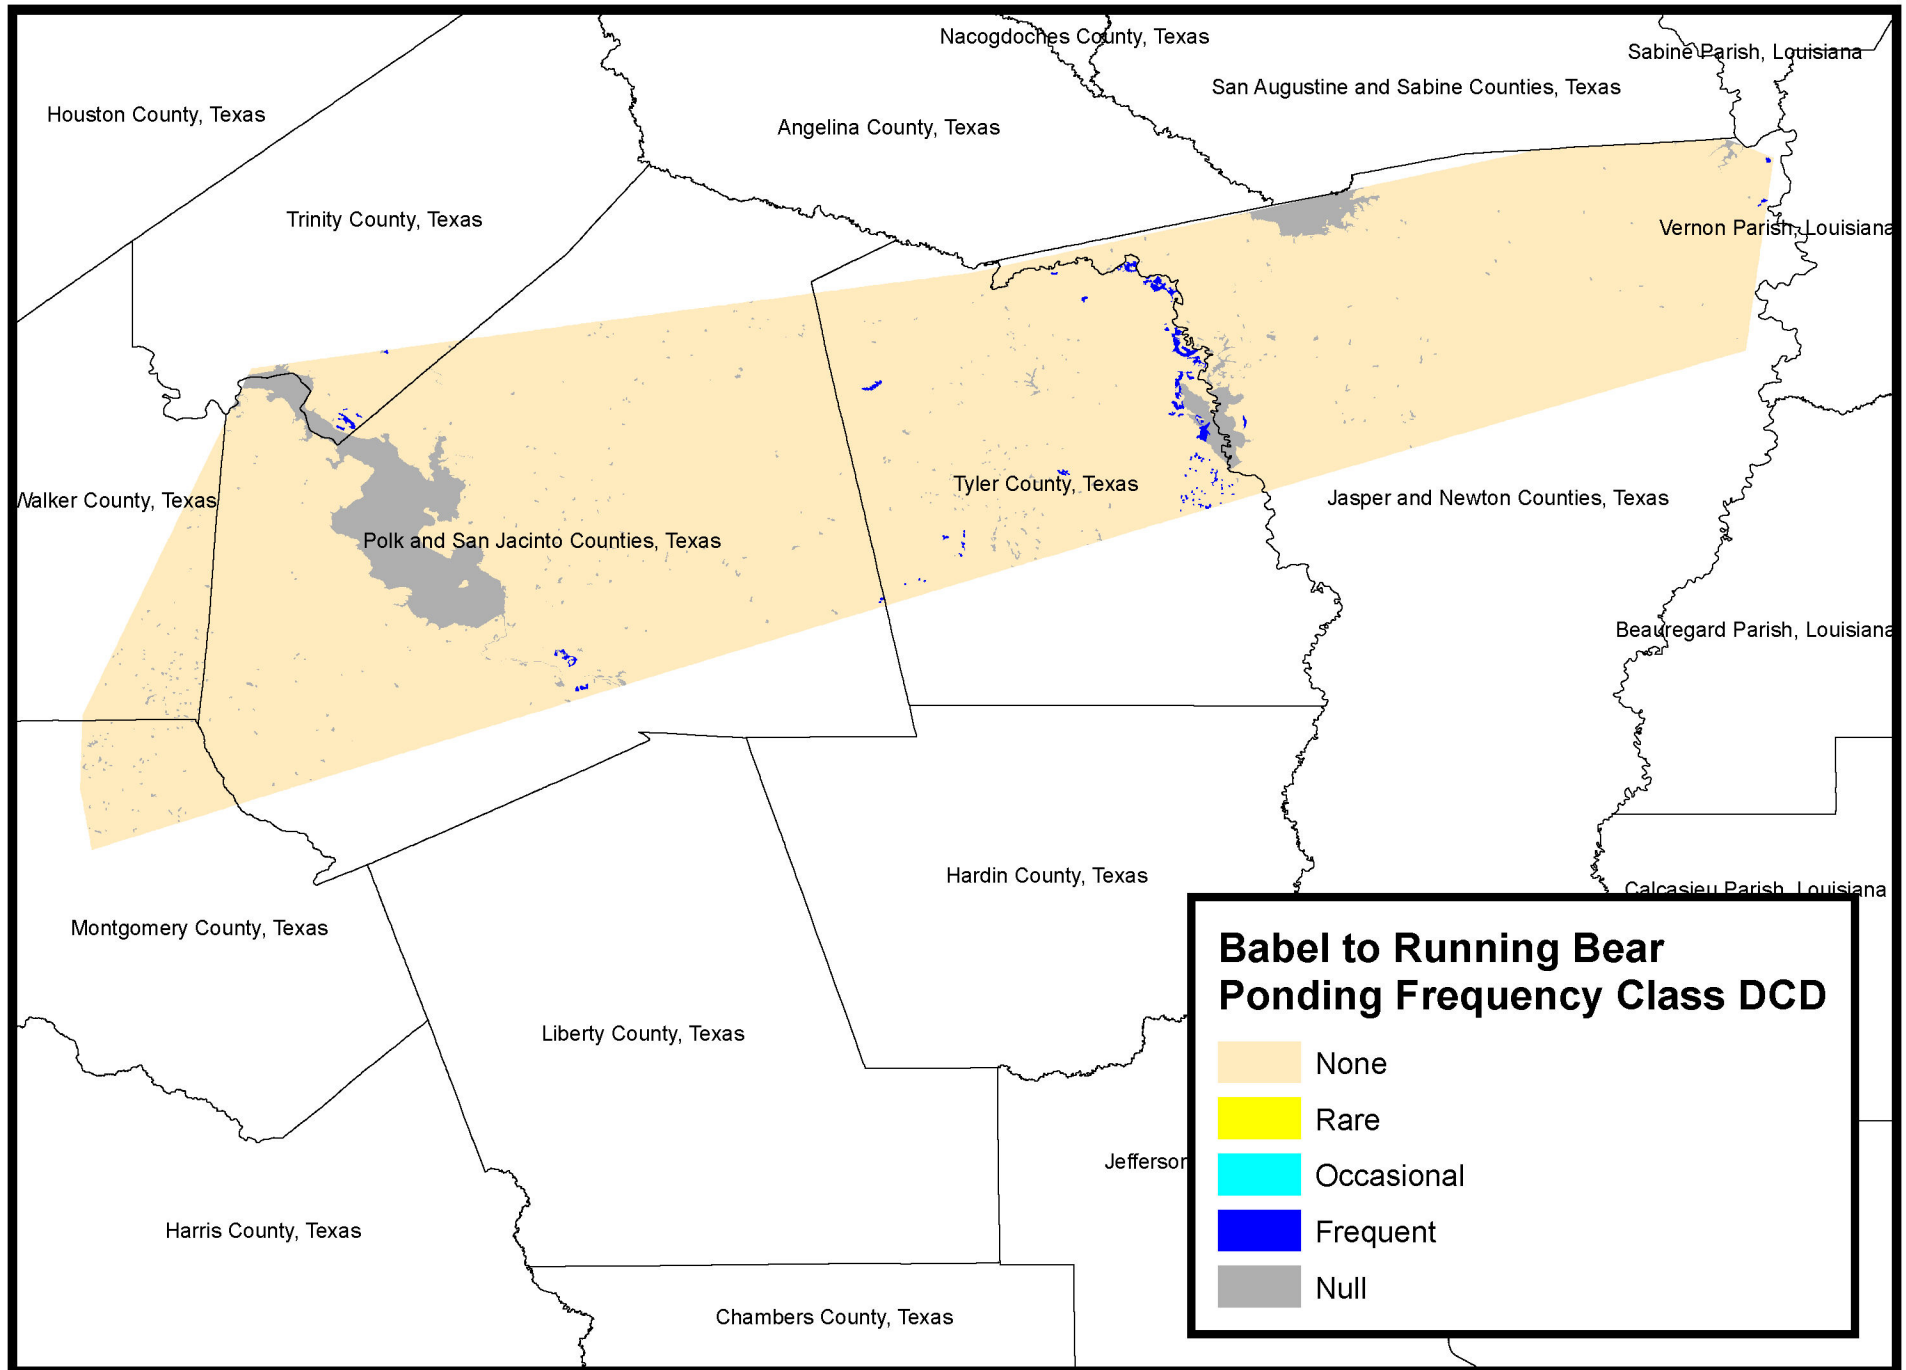 Nacogdoches County, Texas
Sabine Parish, Louisiana
San Augustine and Sabine Counties, Texas
Houston County, Texas
Angelina County, Texas
Trinity County, Texas
Vernon Parish, Louisiana
Walker County, Texas
Tyler County, Texas
Jasper and Newton Counties, Texas
Polk and San Jacinto Counties, Texas
Beauregard Parish, Louisiana
Hardin County, Texas
Calcasieu Parish, Louisiana
Montgomery County, Texas
Babel to Running Bear
Ponding Frequency Class DCD
Liberty County, Texas
None
Rare
Jefferson
Occasional
Harris County, Texas
Frequent
Null
Chambers County, Texas